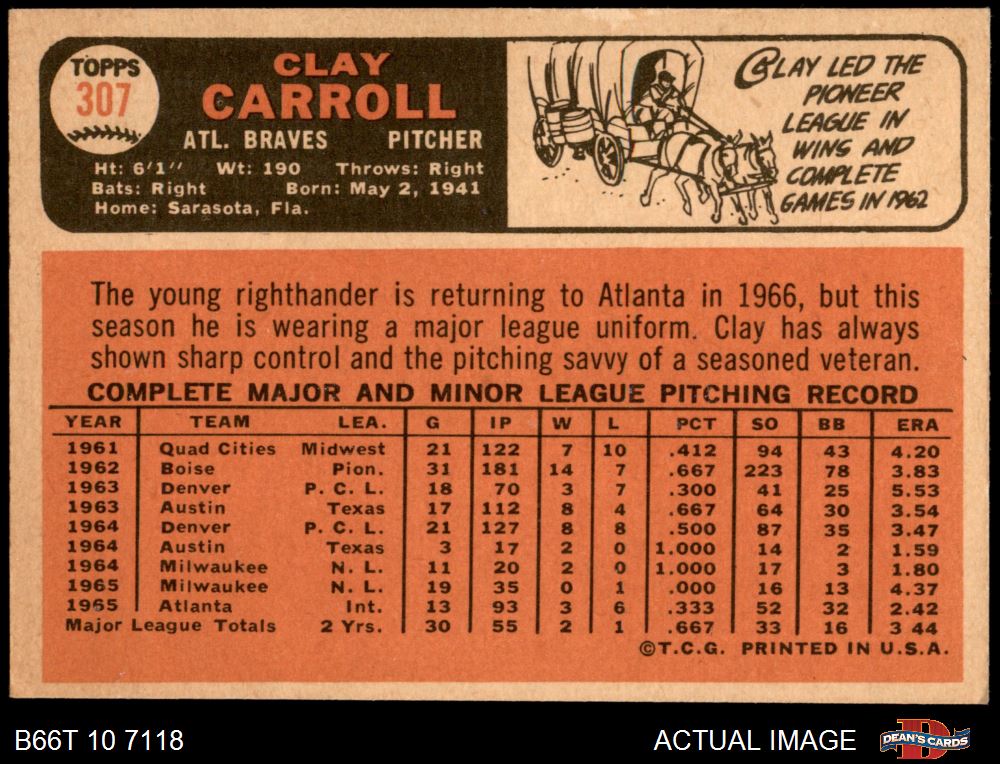 TOPPS
307
CLAY
CARROLL
ATL. BRAVES PITCHER
Ht: 6'1" Wt: 190 Throws: Right
Bats: Right Born: May 2, 1941
Home: Sarasota, Fla.
CLAY LED THE
PIONEER
LEAGUE IN
WINS AND
COMPLETE
GAMES IN 1962
The young righthander is returning to Atlanta in 1966, but this
season he is wearing a major league uniform. Clay has always
shown sharp control and the pitching savvy of a seasoned veteran.
COMPLETE MAJOR AND MINOR LEAGUE PITCHING RECORD
YEAR TEAM LEA. G IP W L PCT SO BB ERA
1961 Quad Cities Midwest 21 122 7 10 .412 94 43 4.20
1962 Boise Pion. 31 181 14 7 .667 223 78 3.83
1963 Denver P. C. L. 18 70 3 7 .300 41 25 5.53
1963 Austin Texas 17 112 8 4 .667 64 30 3.54
1964 Denver P. C. L. 21 127 8 8 .500 87 35 3.47
1964 Austin Texas 3 17 2 0 1.000 14 2 1.59
1964 Milwaukee N. L. 11 20 2 0 1.000 17 3 1.80
1965 Milwaukee N. L. 19 35 0 1 .000 16 13 4.37
1965 Atlanta Int. 13 93 3 6 .333 52 32 2.42
Major League Totals 2 Yrs. 30 55 2 1 .667 33 16 3 44
©T.C.G. PRINTED IN U.S.A.
B66T 10 7118
ACTUAL IMAGE
D
DEAN'S CARDS